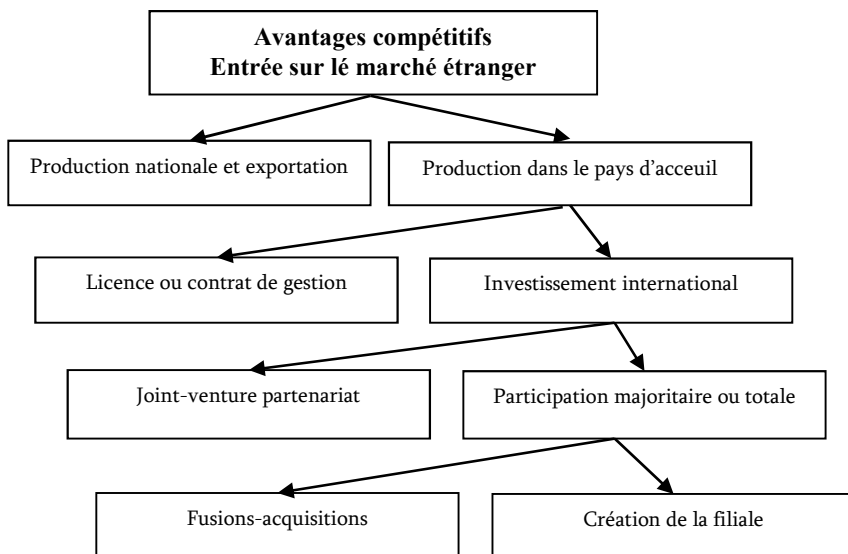 Avantages compétitifs
Entrée sur lé marché étranger
Production nationale et exportation
Production dans le pays d'acceuil
Licence ou contrat de gestion
Investissement international
Joint-venture partenariat
Participation majoritaire ou totale
Fusions-acquisitions
Création de la filiale